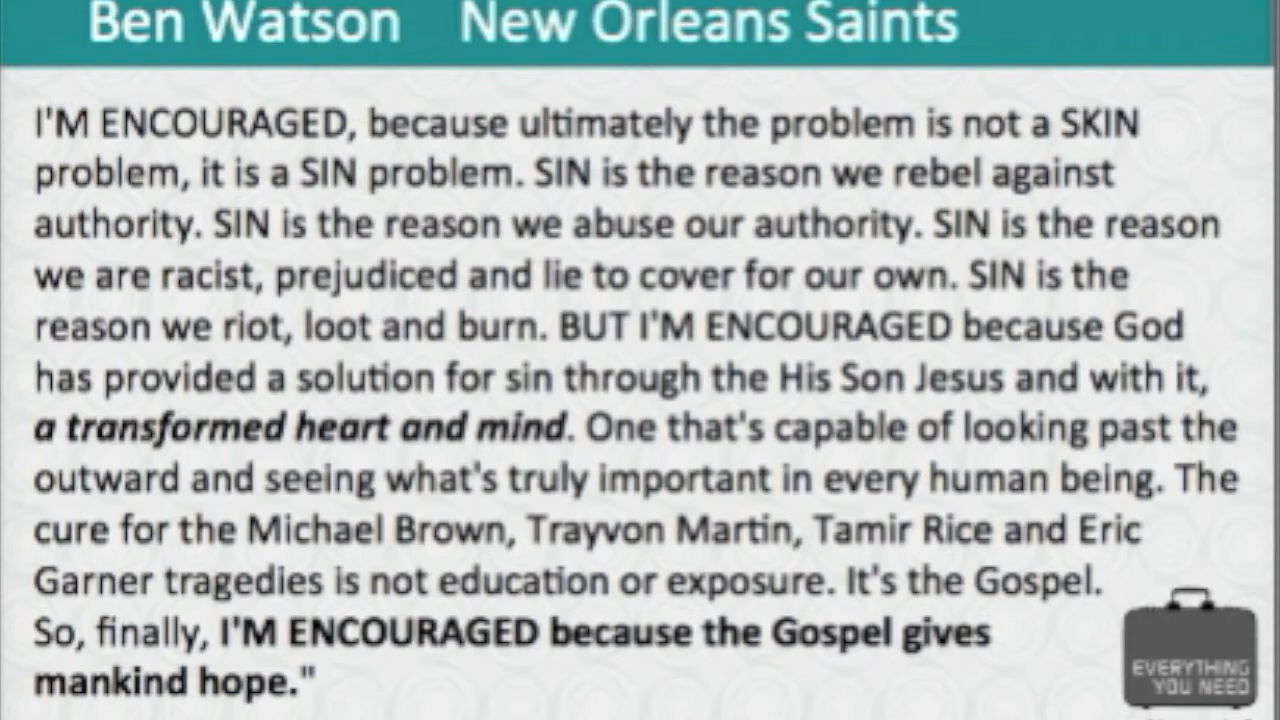 Ben Watson New Orleans Saints
I'M ENCOURAGED, because ultimately the problem is not a SKIN
problem, it is a SIN problem. SIN is the reason we rebel against
authority. SIN is the reason we abuse our authority. SIN is the reason
we are racist, prejudiced and lie to cover for our own. SIN is the
reason we riot, loot and burn. BUT I'M ENCOURAGED because God
has provided a solution for sin through the His Son Jesus and with it,
a transformed heart and mind. One that's capable of looking past the
outward and seeing what's truly important in every human being. The
cure for the Michael Brown, Trayvon Martin, Tamir Rice and Eric
Garner tragedies is not education or exposure. It's the Gospel.
So, finally, I'M ENCOURAGED because the Gospel gives
mankind hope."
EVERYTHING
YOU NEED